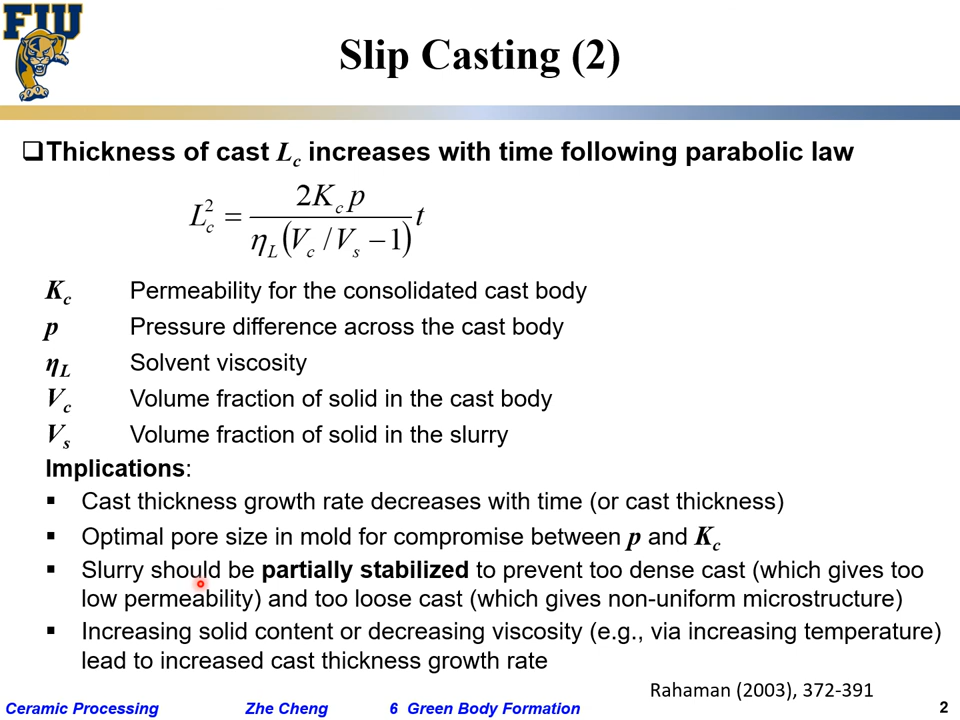 FIU
Slip Casting (2)
❑Thickness of cast Lc increases with time following parabolic law
L_c^2 = \frac{2K_c p}{\eta_L (V_c / V_s - 1)} t
Kc Permeability for the consolidated cast body
p Pressure difference across the cast body
ηL Solvent viscosity
Vc Volume fraction of solid in the cast body
Vs Volume fraction of solid in the slurry
Implications:
▪ Cast thickness growth rate decreases with time (or cast thickness)
▪ Optimal pore size in mold for compromise between p and Kc
▪ Slurry should be partially stabilized to prevent too dense cast (which gives too
low permeability) and too loose cast (which gives non-uniform microstructure)
▪ Increasing solid content or decreasing viscosity (e.g., via increasing temperature)
lead to increased cast thickness growth rate
Rahaman (2003), 372-391
Ceramic Processing Zhe Cheng 6 Green Body Formation 2